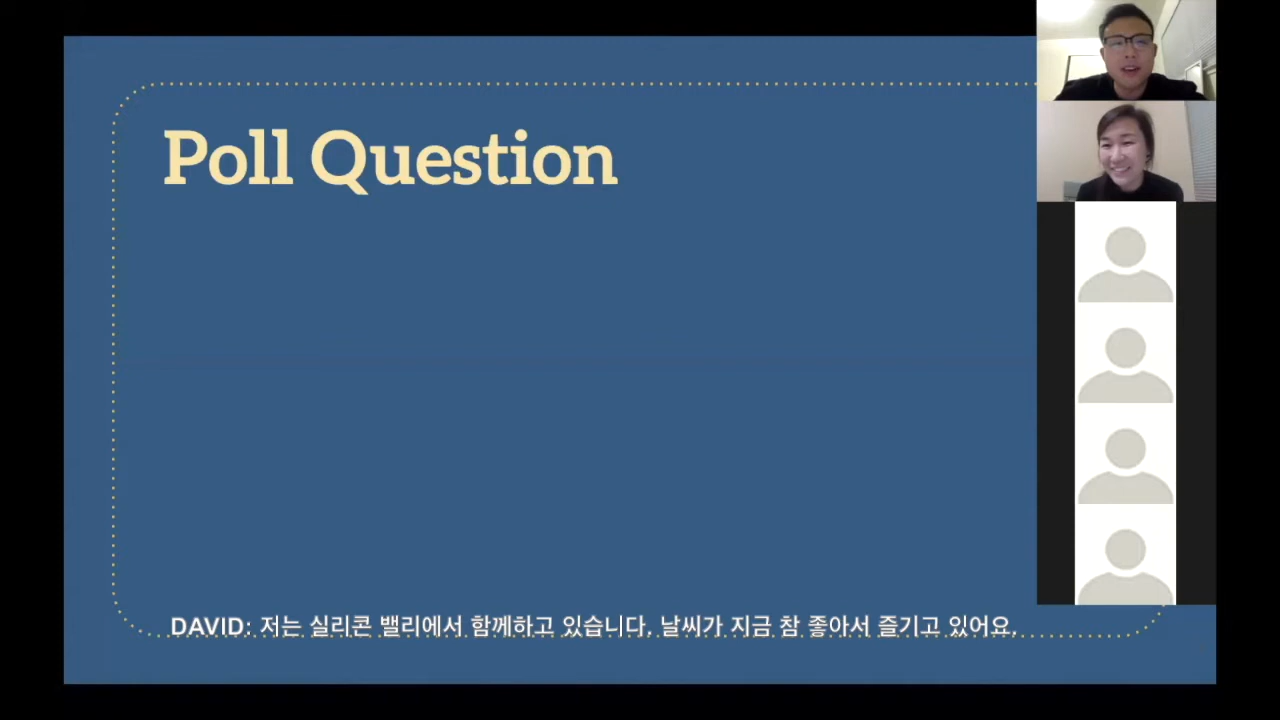 Poll Question
DAVID: 저는 실리콘 밸리에서 함께하고 있습니다. 날씨가 지금 참 좋아서 즐기고 있어요.